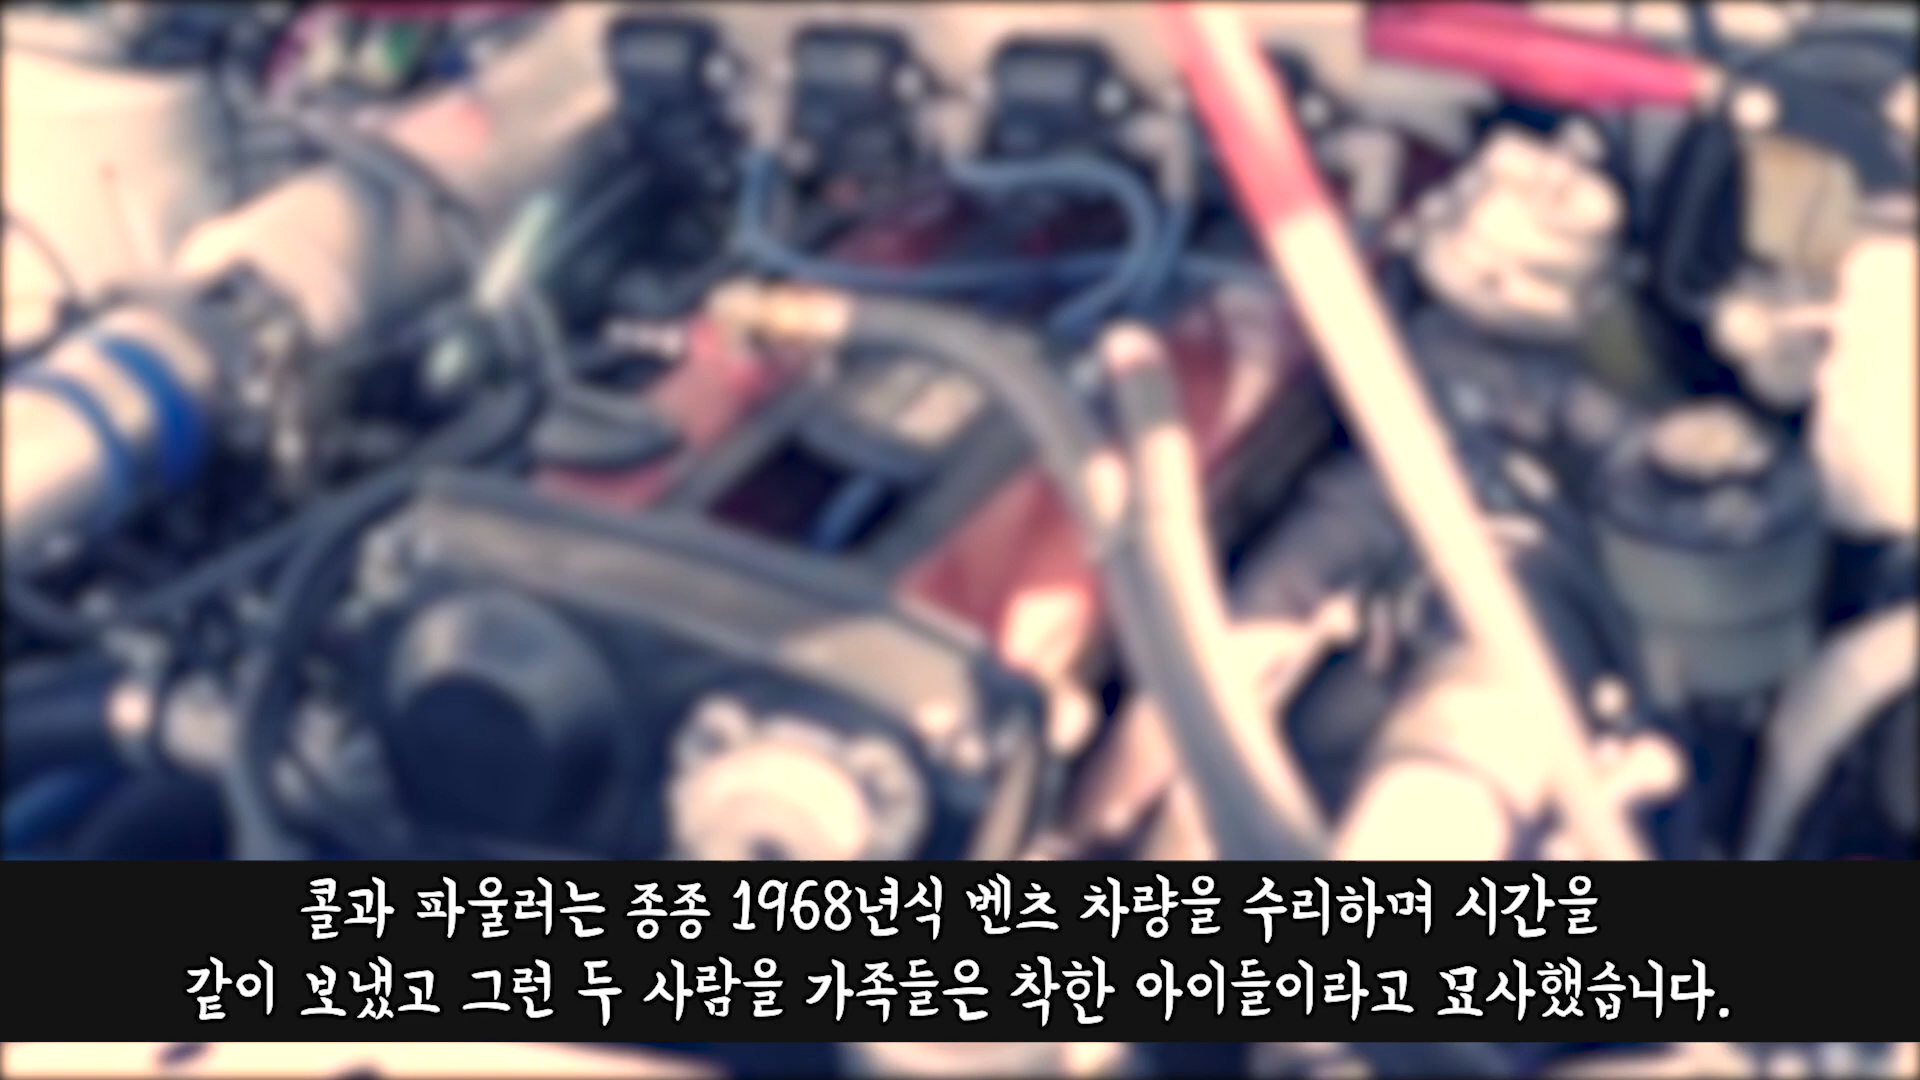 콜과 파울러는 종종 1968년식 벤츠 차량을 수리하며 시간을
같이 보냈고 그런 두 사람을 가족들은 착한 아이들이라고 묘사했습니다.